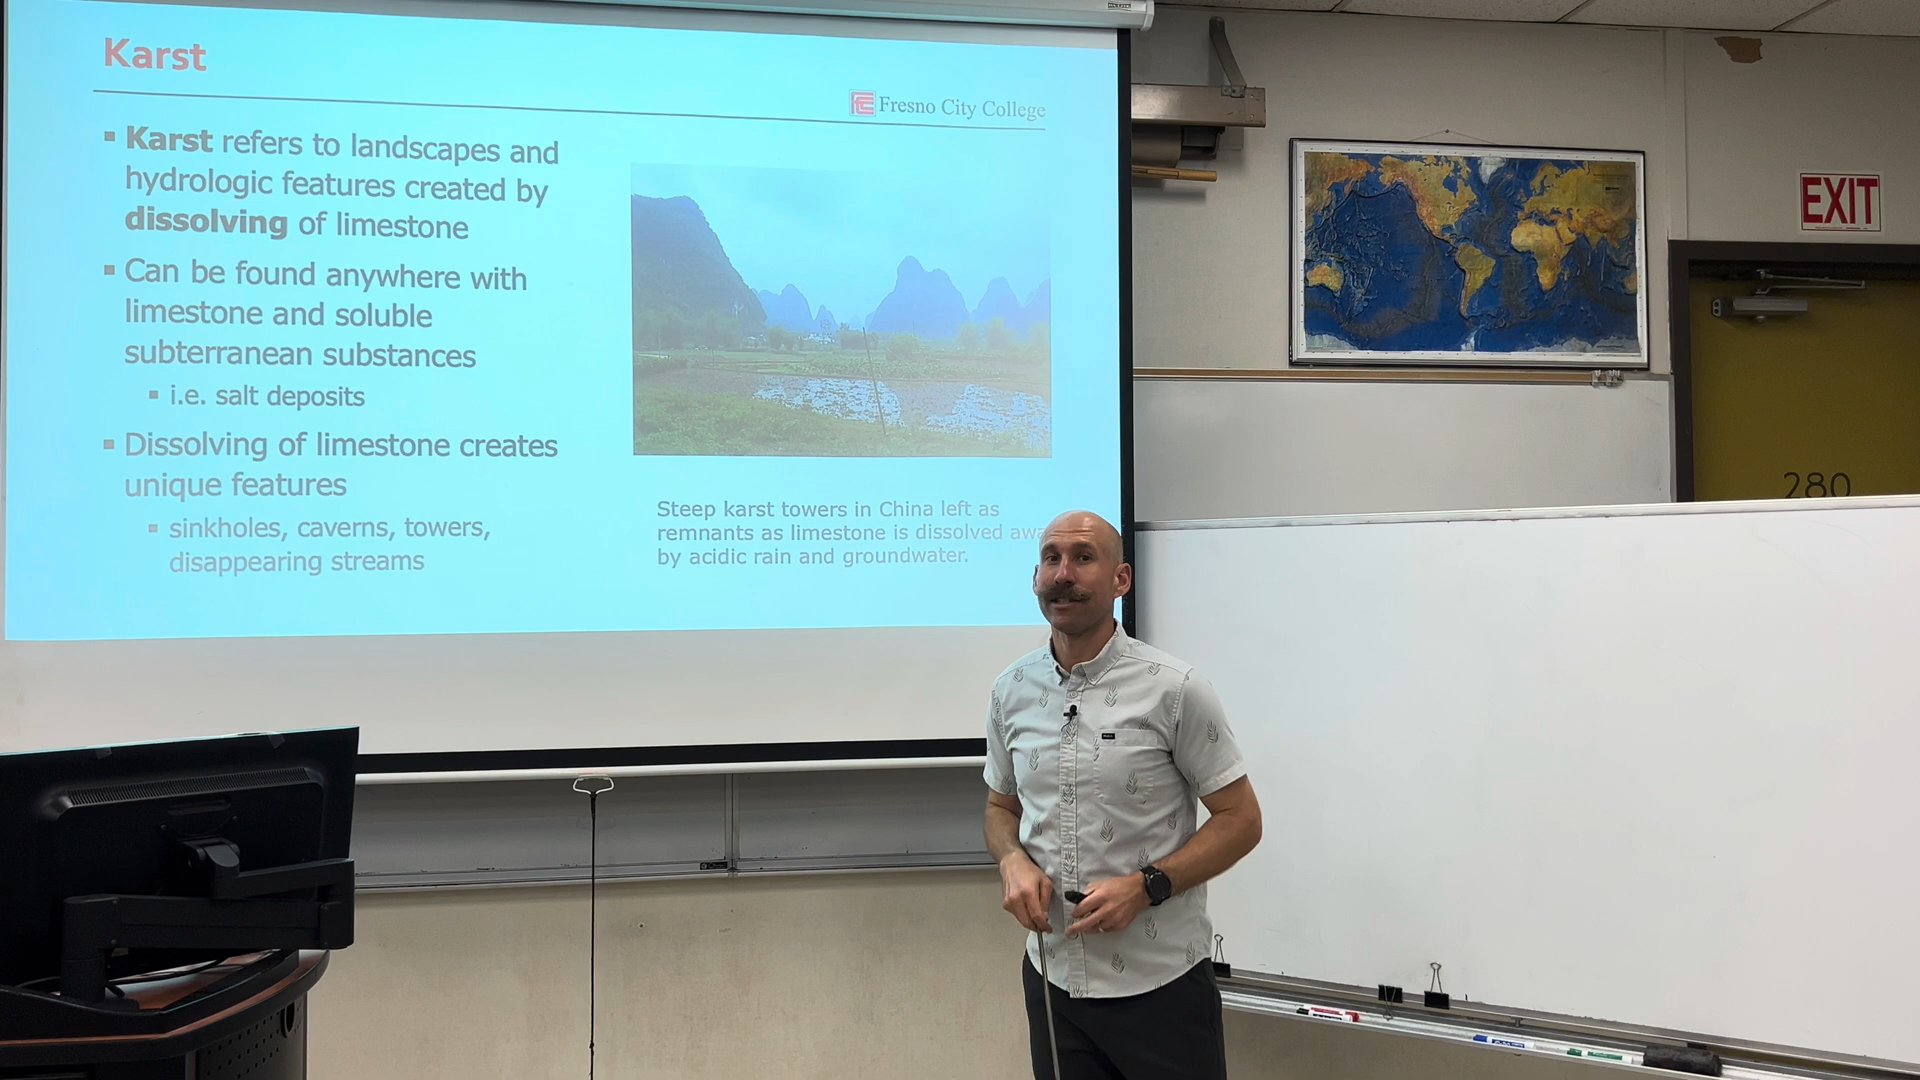 Karst
Fresno City College
▪ Karst refers to landscapes and
hydrologic features created by
dissolving of limestone
▪ Can be found anywhere with
limestone and soluble
subterranean substances
▪ i.e. salt deposits
▪ Dissolving of limestone creates
unique features
▪ sinkholes, caverns, towers,
disappearing streams
Steep karst towers in China left as
remnants as limestone is dissolved
by acidic rain and groundwater.
EXIT
280